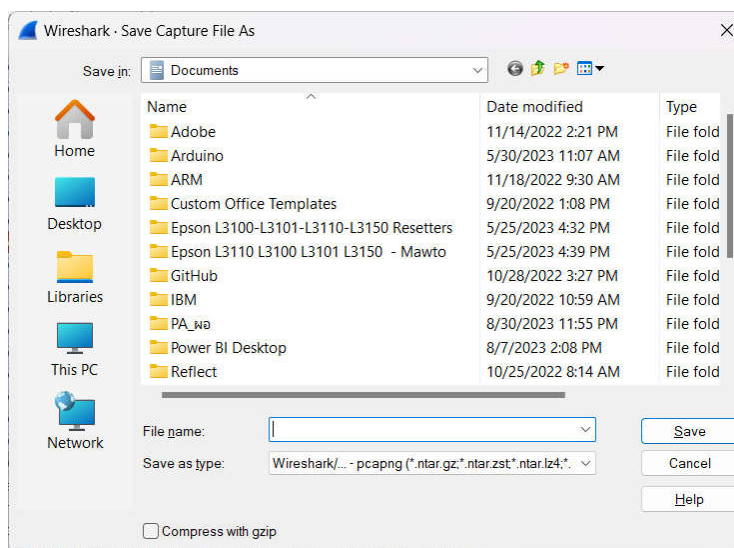 Wireshark · Save Capture File As
Save in: Documents
Name Date modified Type
Adobe 11/14/2022 2:21 PM File fold
Arduino 5/30/2023 11:07 AM File fold
ARM 11/18/2022 9:30 AM File fold
Custom Office Templates 9/20/2022 1:08 PM File fold
Epson L3100-L3101-L3110-L3150 Resetters 5/25/2023 4:32 PM File fold
Epson L3110 L3100 L3101 L3150  - Mawto 5/25/2023 4:39 PM File fold
GitHub 10/28/2022 3:27 PM File fold
IBM 9/20/2022 10:59 AM File fold
PA_ผอ 8/30/2023 11:55 PM File fold
Power BI Desktop 8/7/2023 2:08 PM File fold
Reflect 10/25/2022 8:14 AM File fold
Home
Desktop
Libraries
This PC
Network
File name: Save
Save as type: Wireshark/... - pcapng (*.ntar.gz;*.ntar.zst;*.ntar.lz4;*. Cancel
Help
Compress with gzip